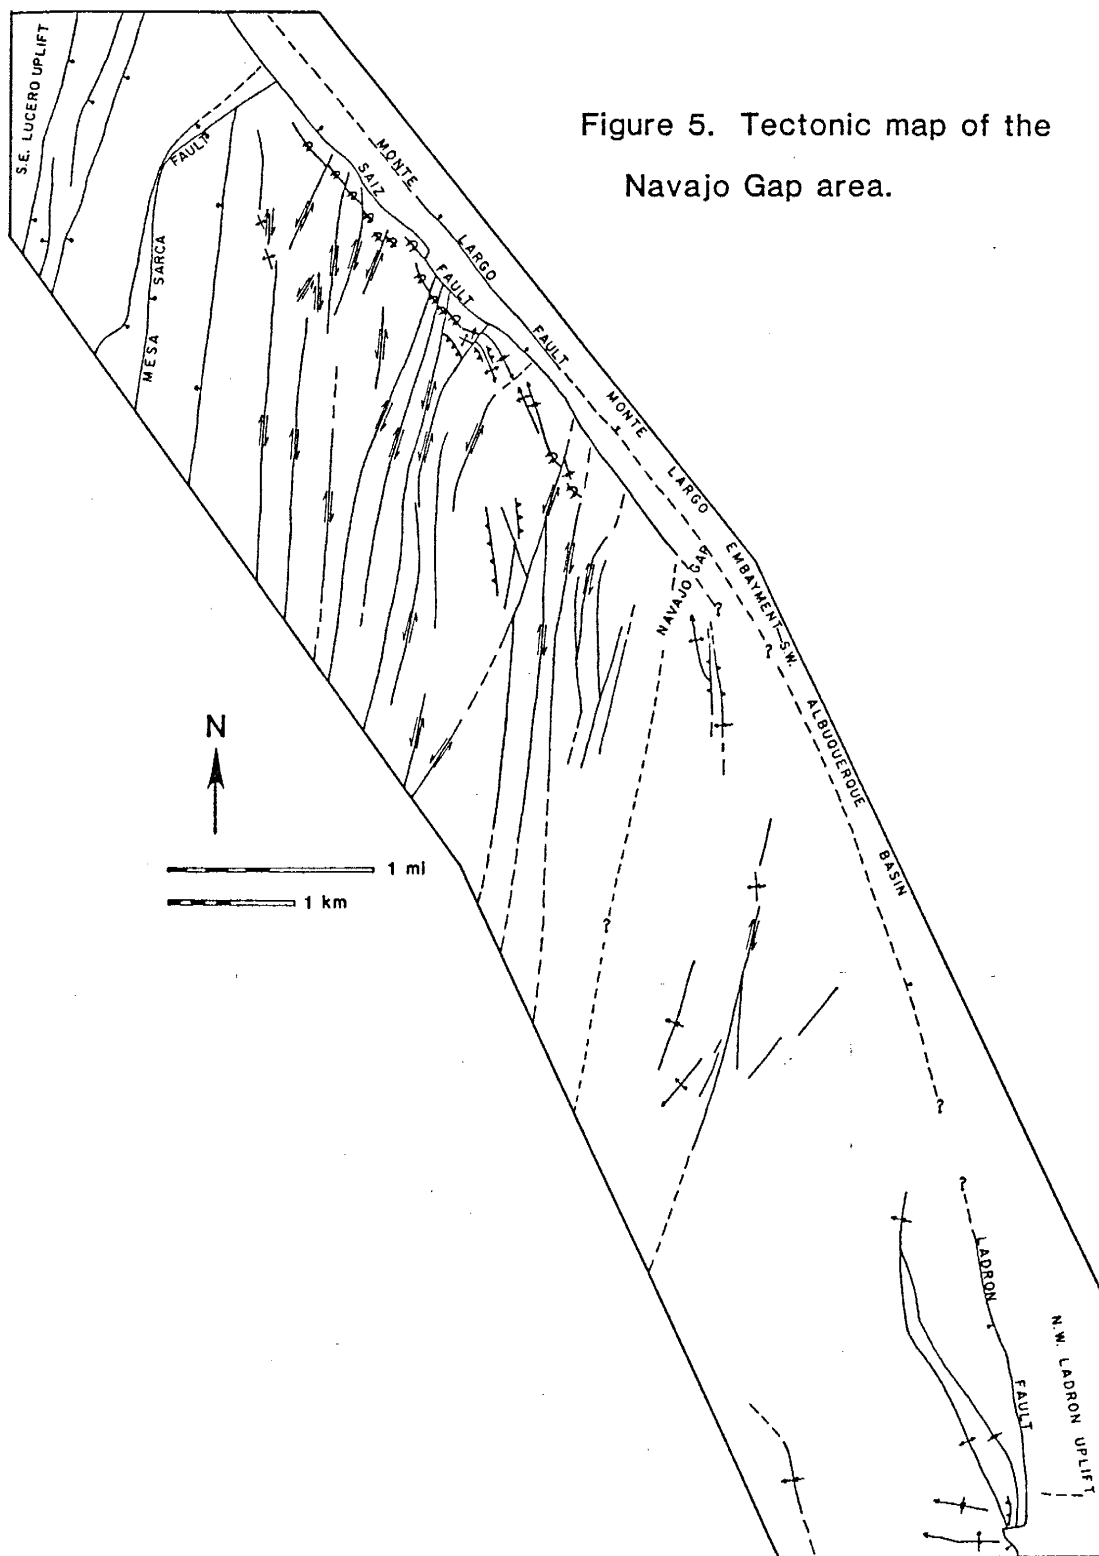 Figure 5. Tectonic map of the
Navajo Gap area.
S.E. LUCERO UPLIFT
FAULT
MESA SARCA
MONTE LARGO FAULT
SAIZ FAULT
MONTE LARGO EMBAYMENT S.W. ALBUQUERQUE BASIN
NAVAJO GAP
?
?
N
1 mi
1 km
?
?
?
LADRON FAULT
N.W. LADRON UPLIFT